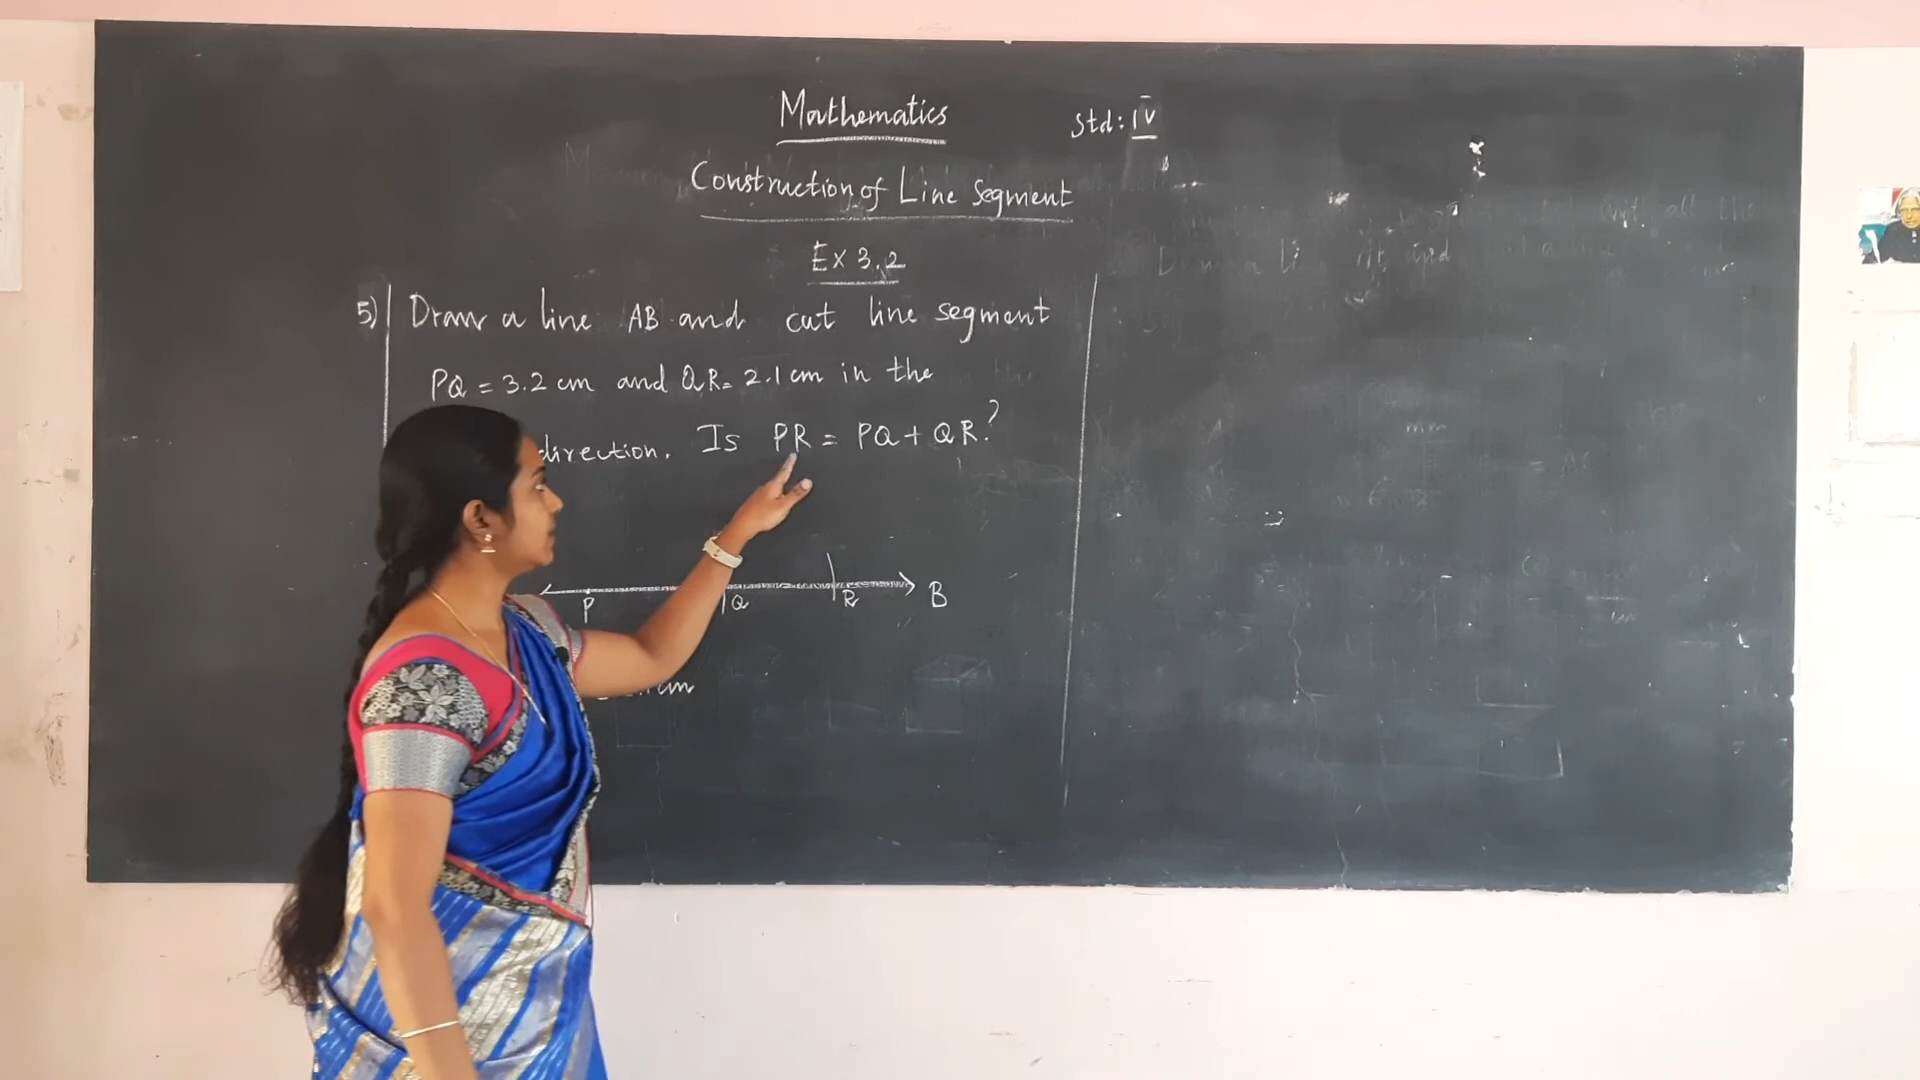 Mathematics
Std: IV
Construction of Line Segment
Ex 3.2
5) Draw a line AB and cut line segment
PQ = 3.2 cm and QR = 2.1 cm in the
direction. Is PR = PQ + QR?
P Q R B
cm